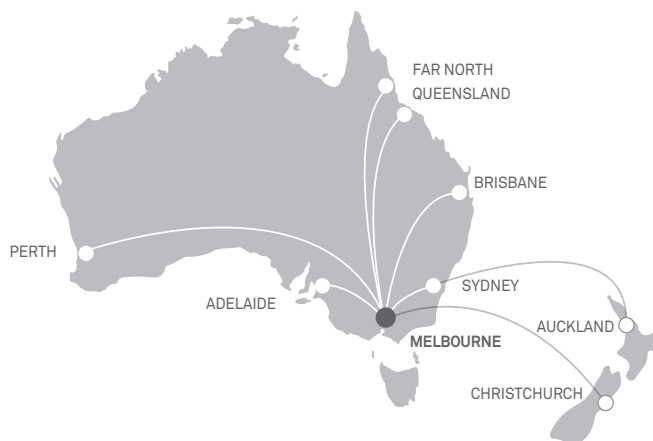 FAR NORTH
QUEENSLAND
BRISBANE
PERTH
SYDNEY
ADELAIDE
AUCKLAND
MELBOURNE
CHRISTCHURCH